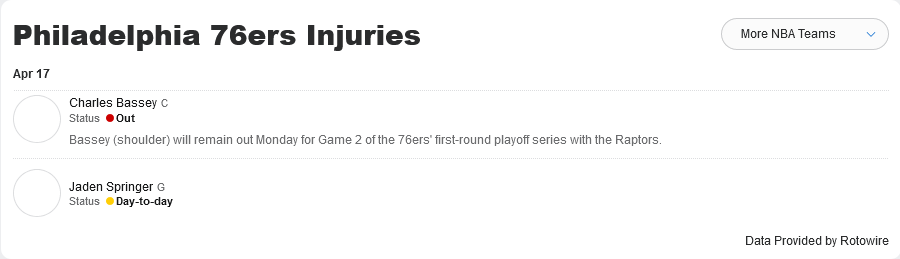 Philadelphia 76ers Injuries
More NBA Teams
Apr 17
Charles Bassey C
Status Out
Bassey (shoulder) will remain out Monday for Game 2 of the 76ers' first-round playoff series with the Raptors.
Jaden Springer G
Status Day-to-day
Data Provided by Rotowire